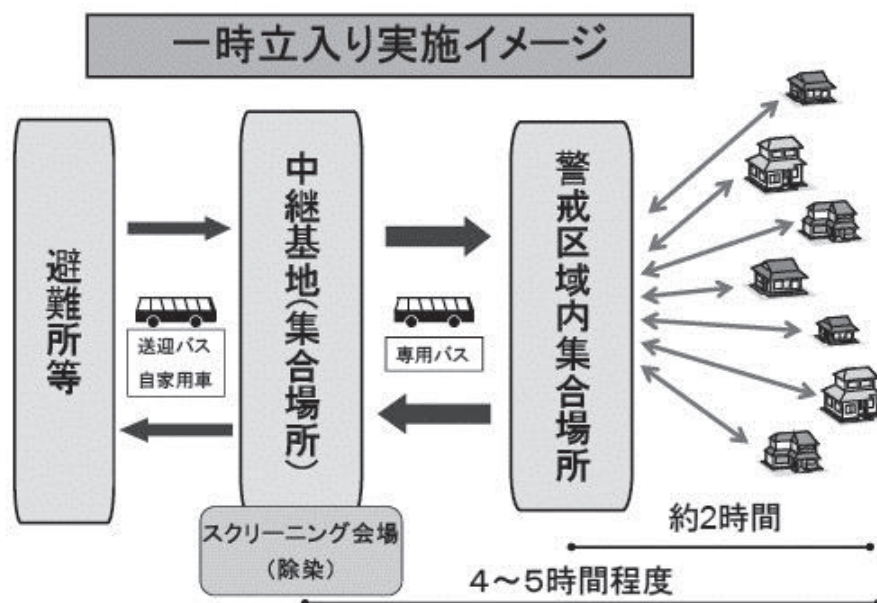 一時立入り実施イメージ
避難所等
送迎バス
自家用車
中継基地(集合場所)
専用バス
警戒区域内集合場所
スクリーニング会場
(除染)
約2時間
4～5時間程度